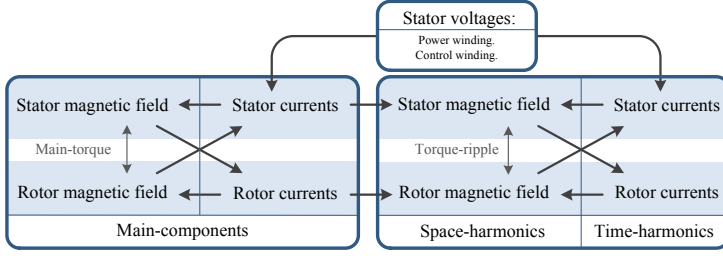 Stator voltages:
Power winding.
Control winding.
Stator magnetic field
Stator currents
Stator magnetic field
Stator currents
Main-torque
Torque-ripple
Rotor magnetic field
Rotor currents
Rotor magnetic field
Rotor currents
Main-components
Space-harmonics
Time-harmonics